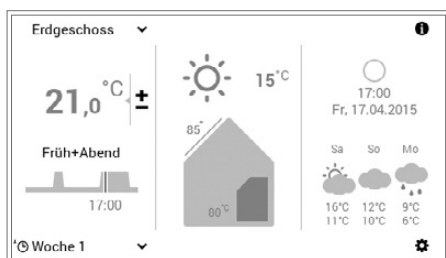 Erdgeschoss
21,0 °C ±
Früh+Abend
17:00
Woche 1
15°C
85°
80°C
17:00
Fr, 17.04.2015
Sa So Mo
16°C 12°C 9°C
11°C 10°C 6°C